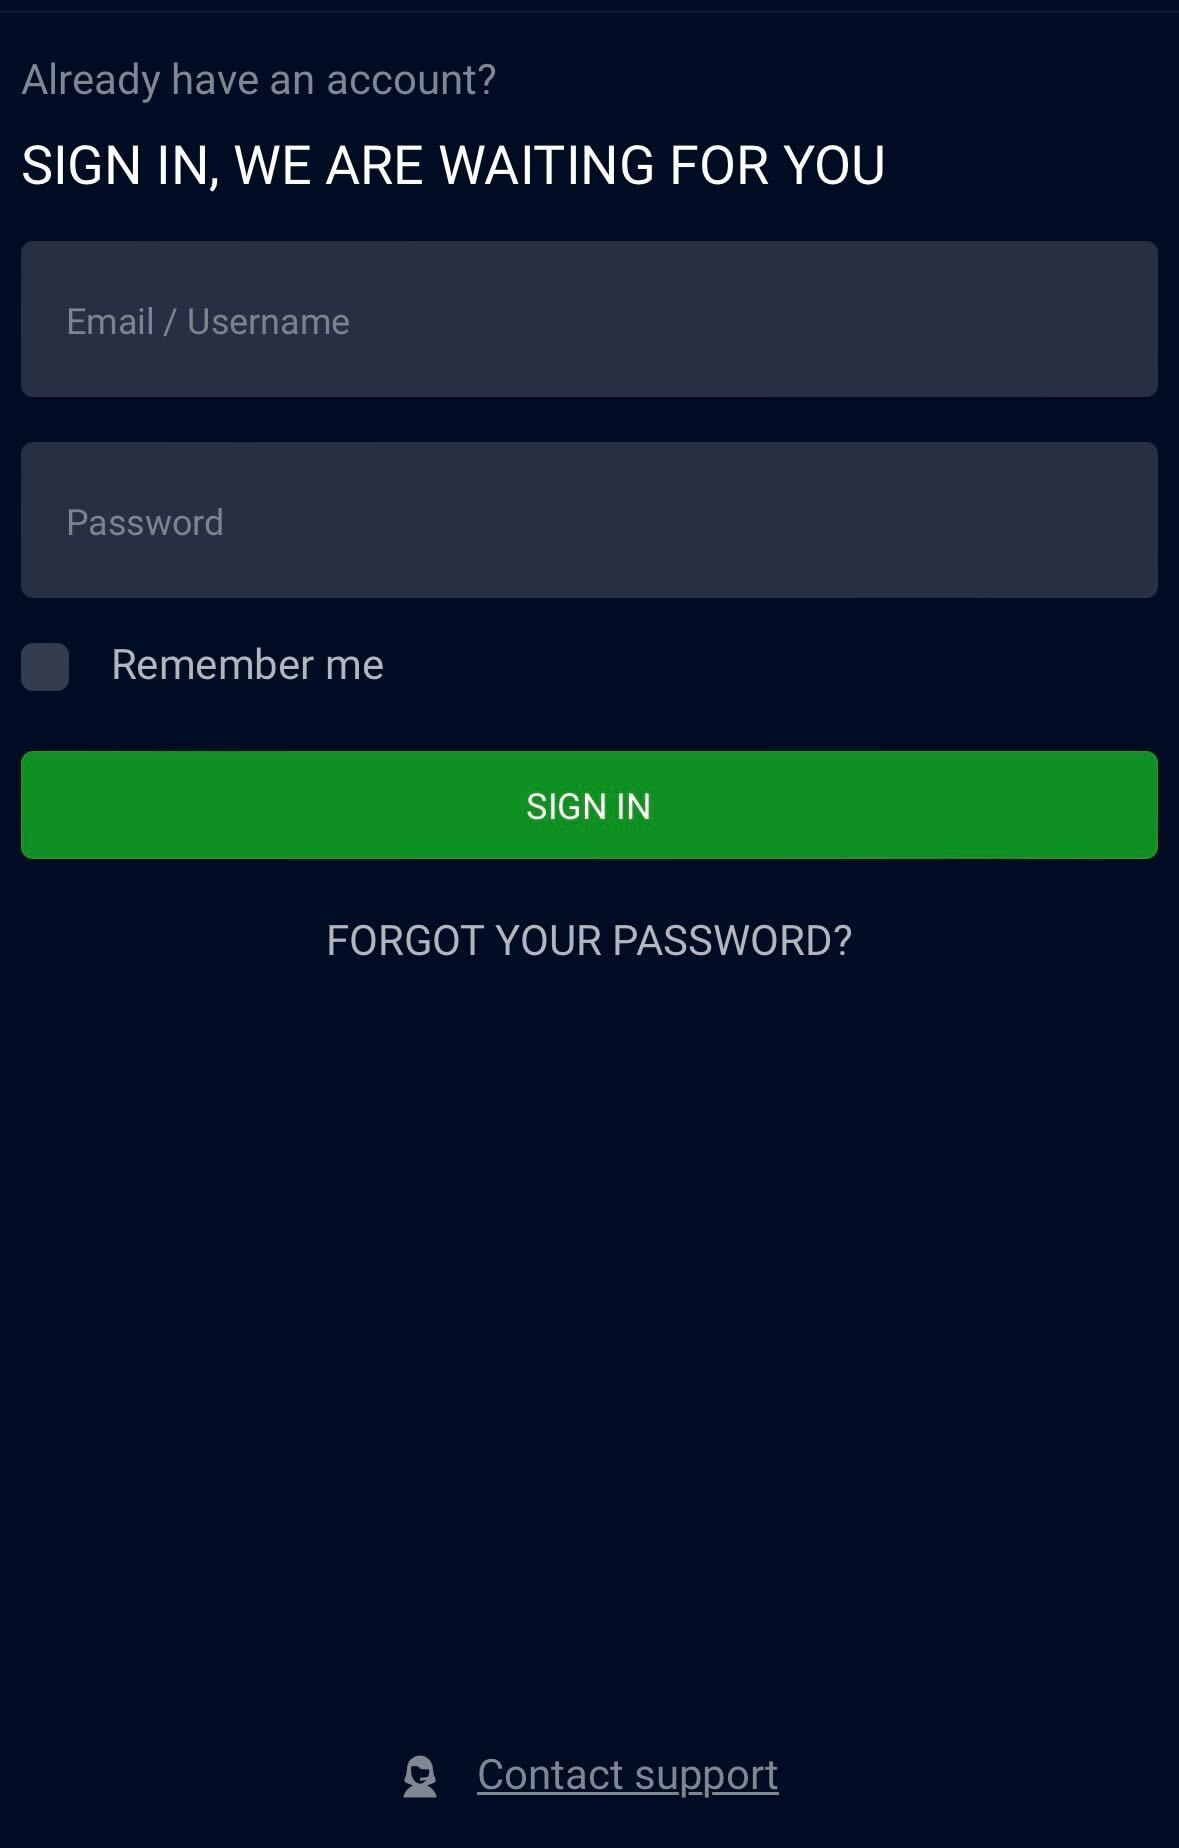 Already have an account?
SIGN IN, WE ARE WAITING FOR YOU
Email / Username
Password
Remember me
SIGN IN
FORGOT YOUR PASSWORD?
Contact support